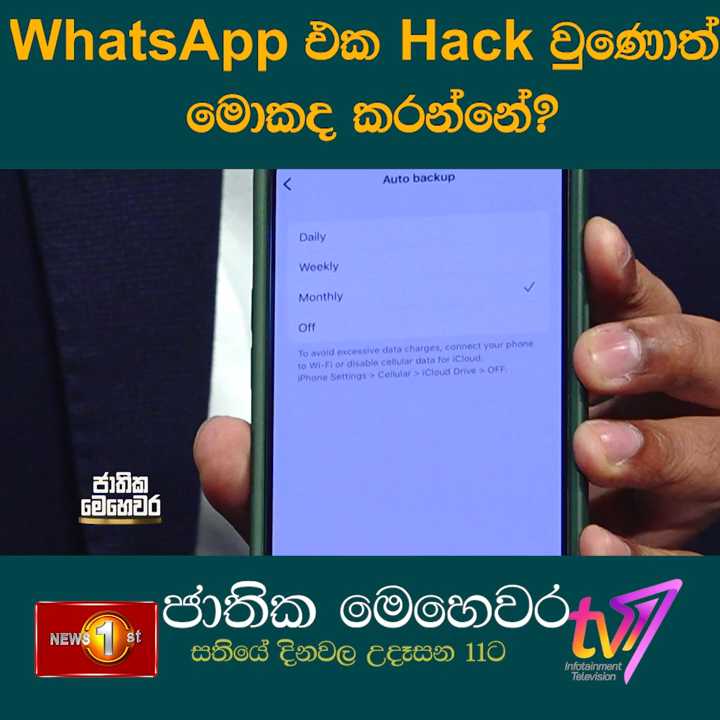 WhatsApp එක Hack වුණොත්
මොකද කරන්නේ?
Auto backup
Daily
Weekly
Monthly
Off
To avoid excessive data charges, connect your phone
to Wi-Fi or disable cellular data for iCloud:
iPhone Settings > Cellular > iCloud Drive > OFF.
ජාතික
මෙහෙවර
NEWS 1st
ජාතික මෙහෙවර
සතියේ දිනවල උදෑසන 11ට
tv1
Infotainment
Television